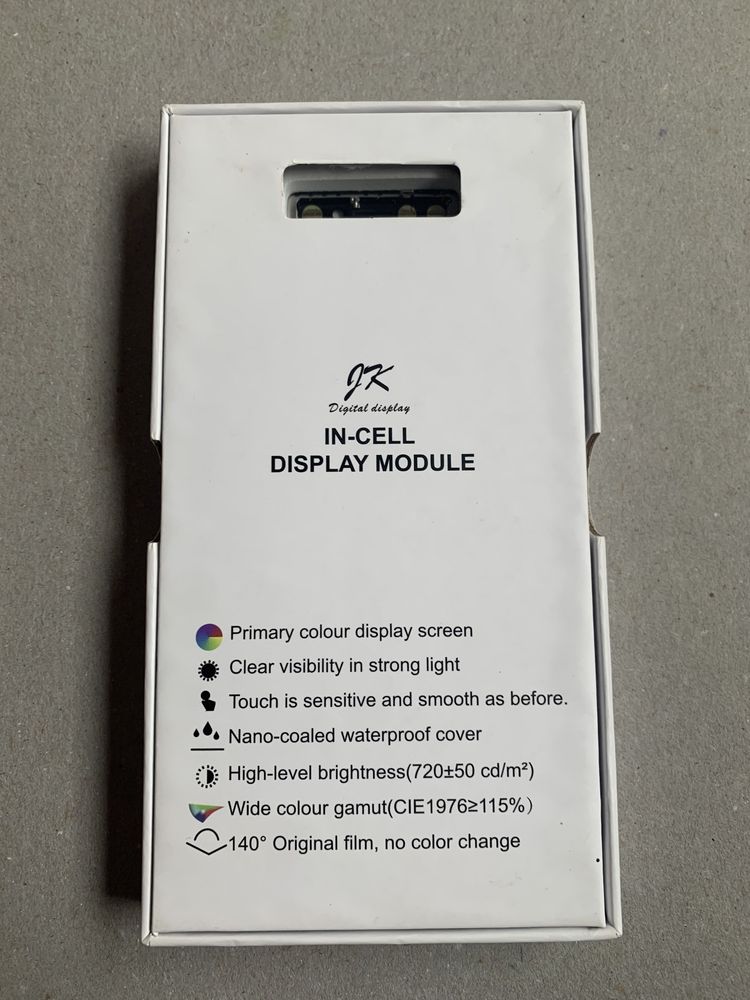 JK
Digital display
IN-CELL
DISPLAY MODULE
Primary colour display screen
Clear visibility in strong light
Touch is sensitive and smooth as before.
Nano-coaled waterproof cover
High-level brightness(720±50 cd/m²)
Wide colour gamut(CIE1976≥115%)
140° Original film, no color change